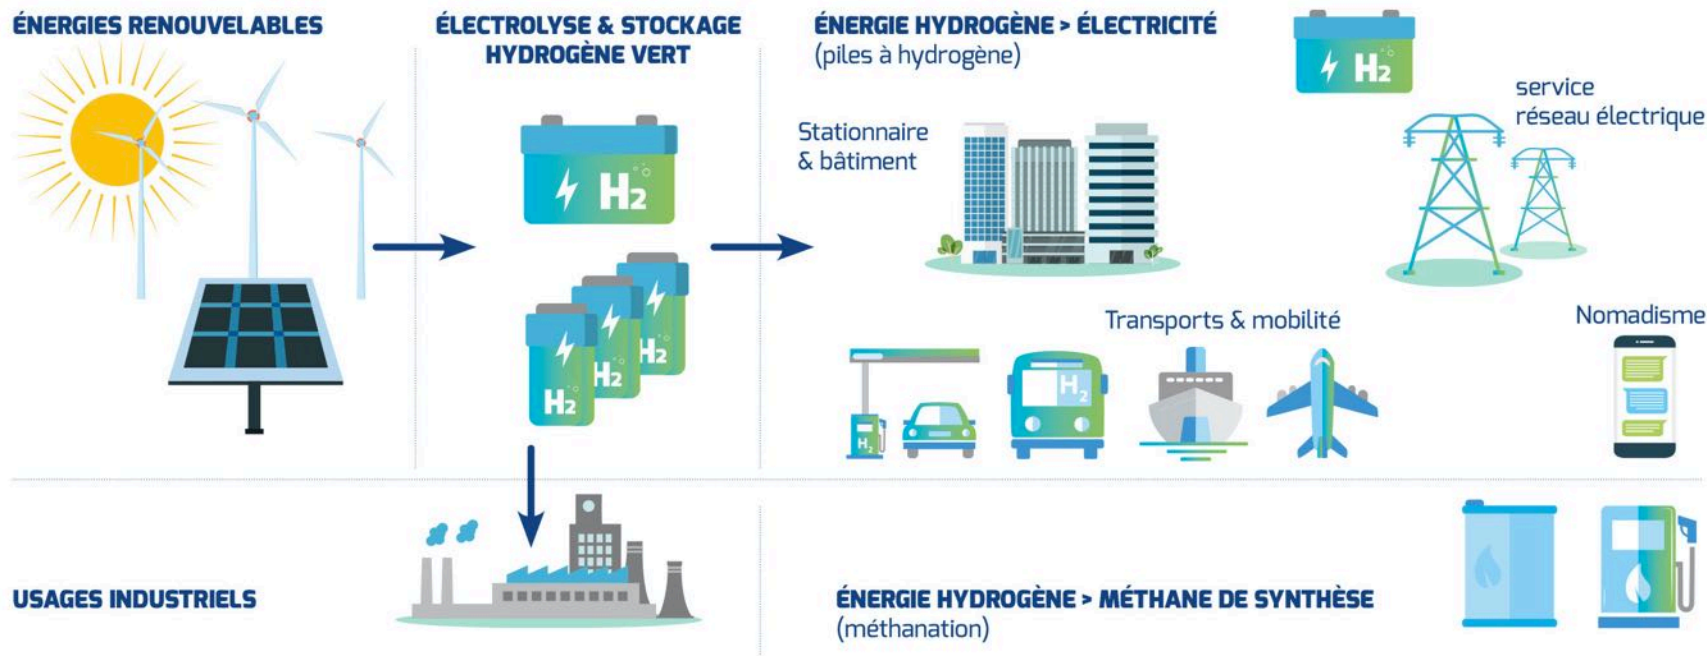 ÉNERGIES RENOUVELABLES
ÉLECTROLYSE & STOCKAGE
HYDROGÈNE VERT
H2
H2
H2
H2
ÉNERGIE HYDROGÈNE > ÉLECTRICITÉ
(piles à hydrogène)
H2
service
réseau électrique
Stationnaire
& bâtiment
Transports & mobilité
H2
H2
Nomadisme
USAGES INDUSTRIELS
ÉNERGIE HYDROGÈNE > MÉTHANE DE SYNTHÈSE
(méthanation)